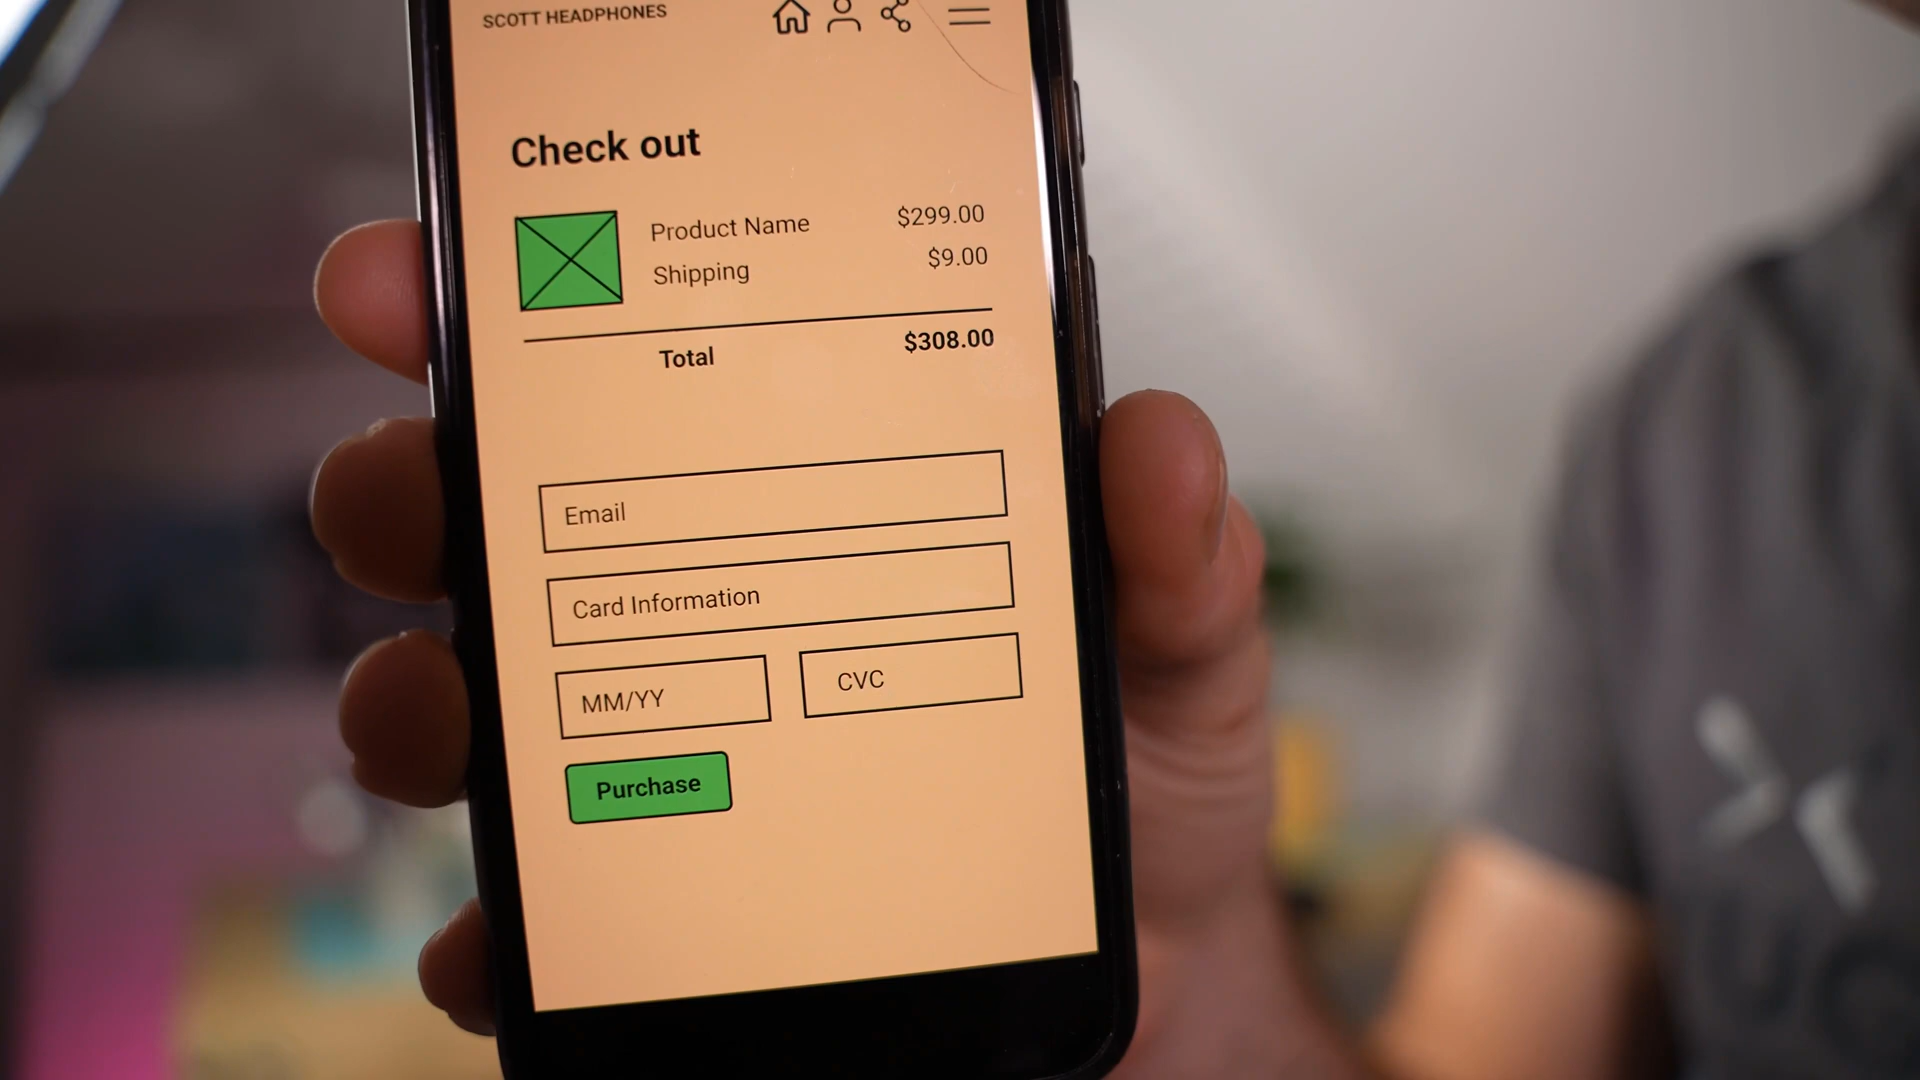 SCOTT HEADPHONES
Check out
Product Name $299.00
Shipping $9.00
Total $308.00
Email
Card Information
MM/YY CVC
Purchase